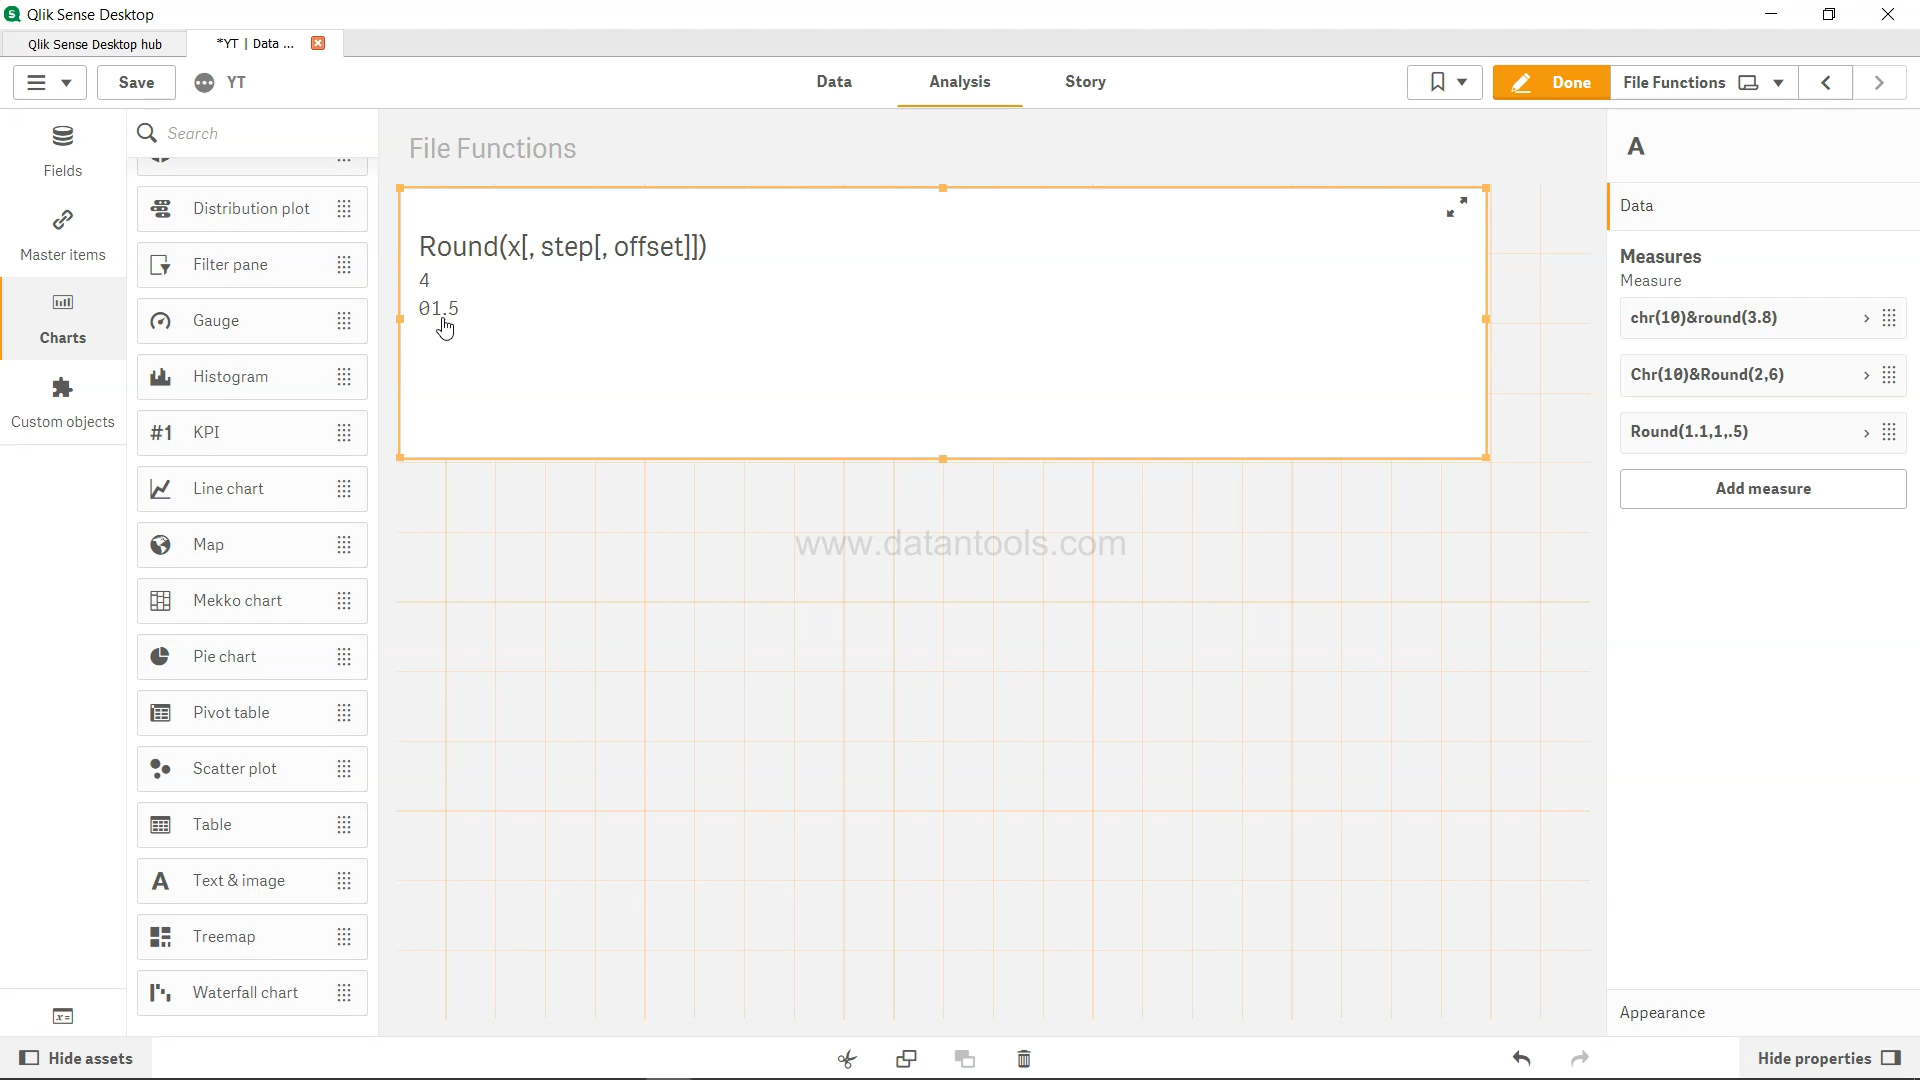 Qlik Sense Desktop
Qlik Sense Desktop hub
*YT | Data ...
Save
YT
Data
Analysis
Story
Done
File Functions
Fields
Master items
Charts
Custom objects
Search
Distribution plot
Filter pane
Gauge
Histogram
#1 KPI
Line chart
Map
Mekko chart
Pie chart
Pivot table
Scatter plot
Table
A Text & image
Treemap
Waterfall chart
File Functions
Round(x[, step[, offset]])
4
01.5
www.datantools.com
A
Data
Measures
Measure
chr(10)&round(3.8)
Chr(10)&Round(2,6)
Round(1.1,1,.5)
Add measure
Appearance
Hide assets
Hide properties